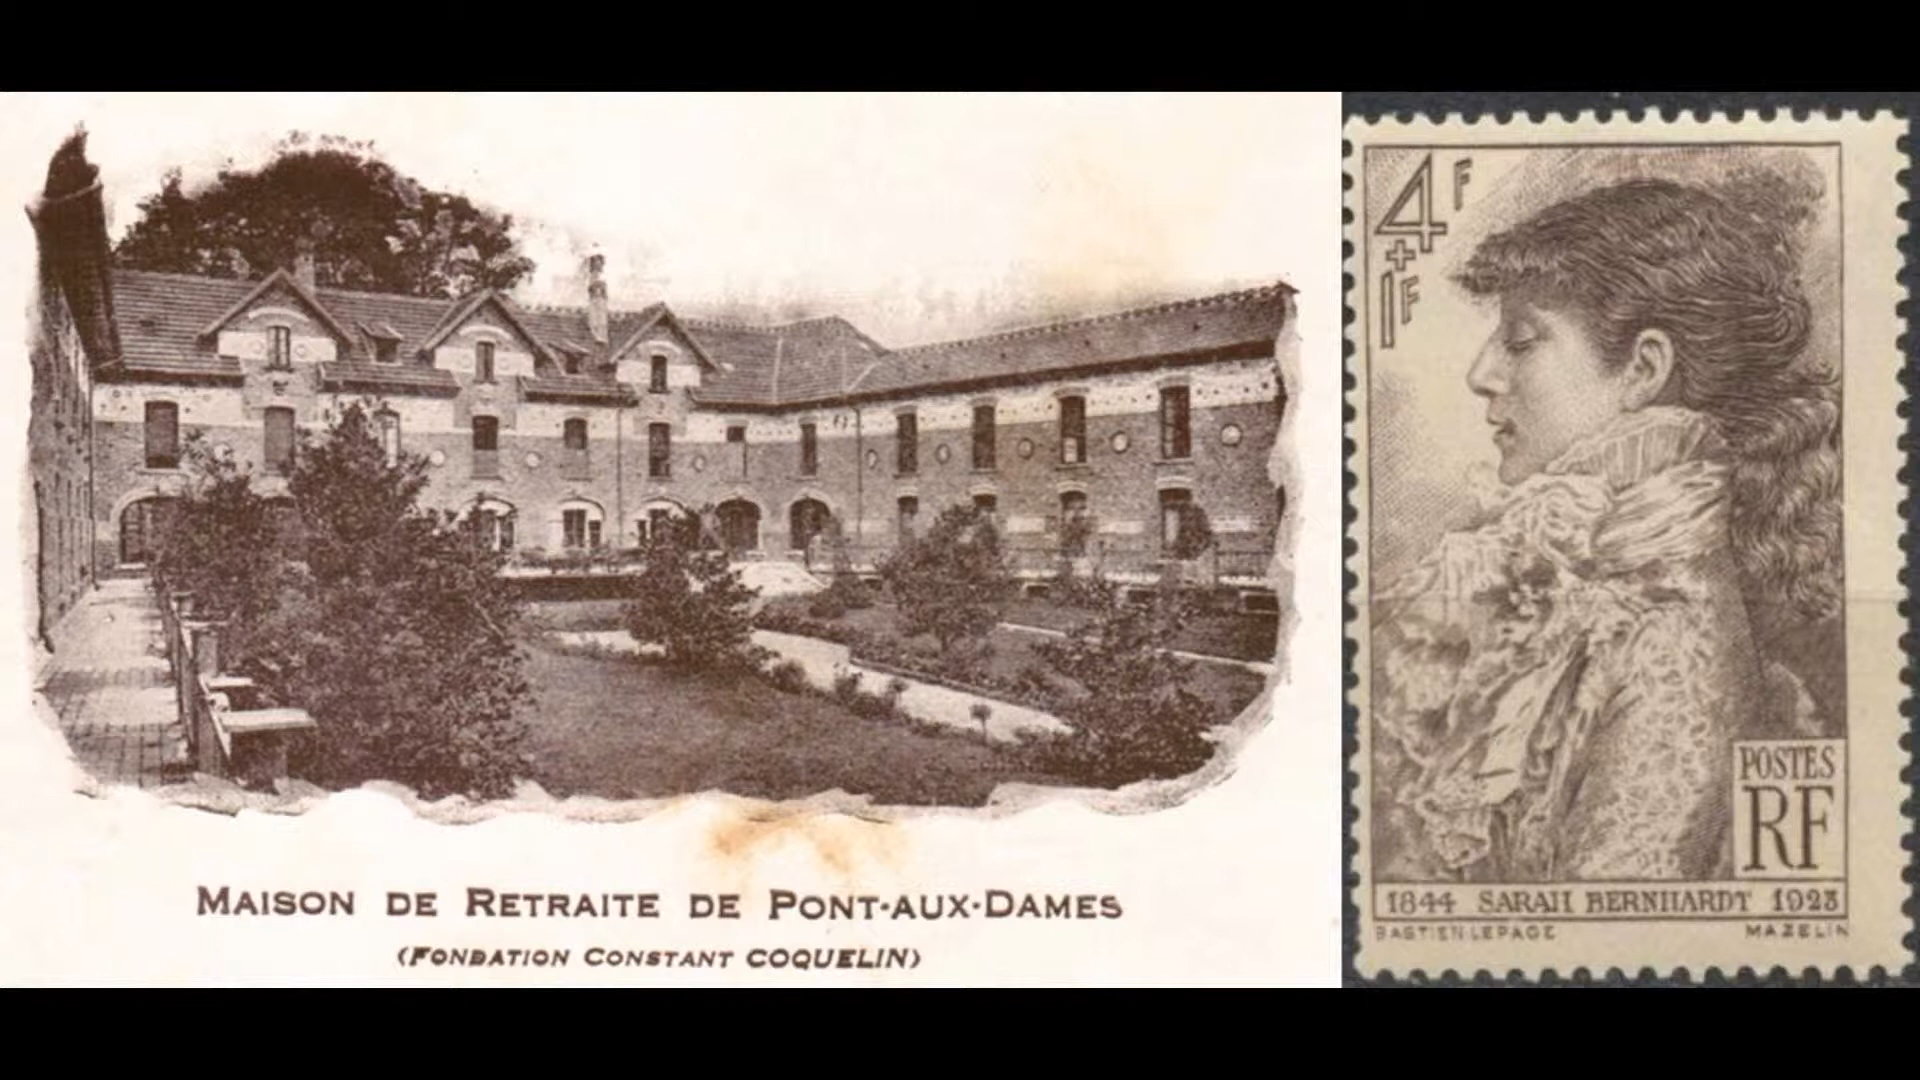 MAISON DE RETRAITE DE PONT-AUX-DAMES
(FONDATION CONSTANT COQUELIN)
4F
+
1F
POSTES
RF
1844 SARAH BERNHARDT 1923
BASTIEN LEPAGE MAZELIN